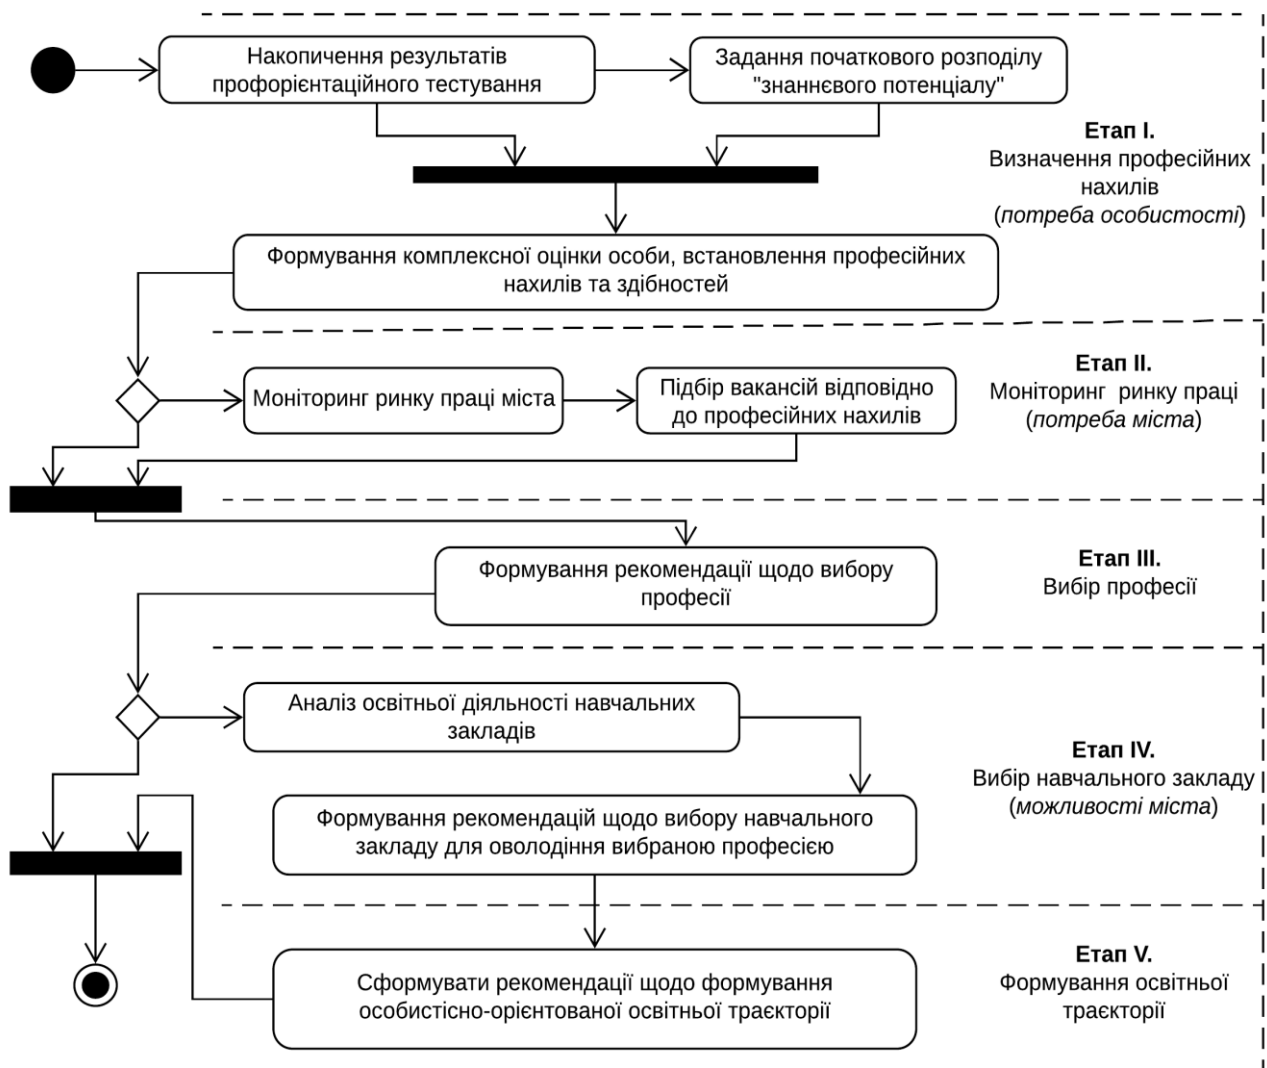 Накопичення результатів
профорієнтаційного тестування
Задання початкового розподілу
"знаннєвого потенціалу"
Етап I.
Визначення професійних
нахилів
(потреба особистості)
Формування комплексної оцінки особи, встановлення професійних
нахилів та здібностей
Моніторинг ринку праці міста
Підбір вакансій відповідно
до професійних нахилів
Етап II.
Моніторинг ринку праці
(потреба міста)
Формування рекомендації щодо вибору
професії
Етап III.
Вибір професії
Аналіз освітньої діяльності навчальних
закладів
Формування рекомендацій щодо вибору навчального
закладу для оволодіння вибраною професією
Етап IV.
Вибір навчального закладу
(можливості міста)
Сформувати рекомендації щодо формування
особистісно-орієнтованої освітньої траєкторії
Етап V.
Формування освітньої
траєкторії